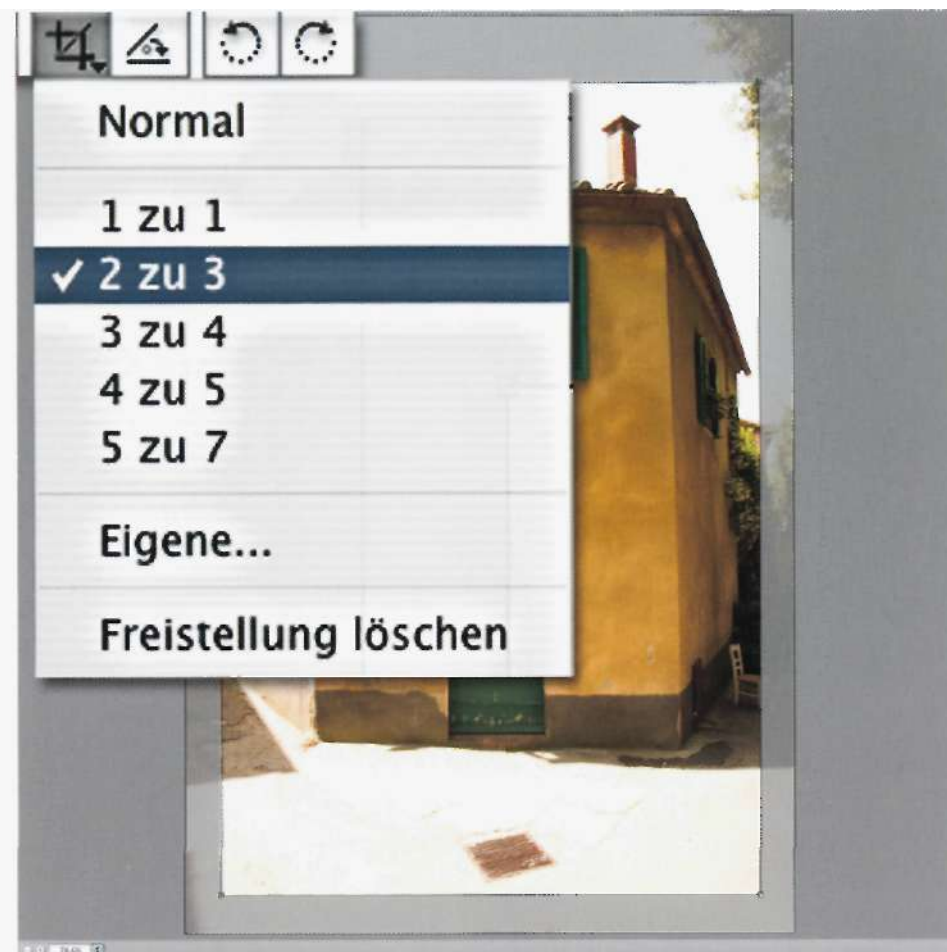 Normal
1 zu 1
2 zu 3
3 zu 4
4 zu 5
5 zu 7
Eigene...
Freistellung löschen